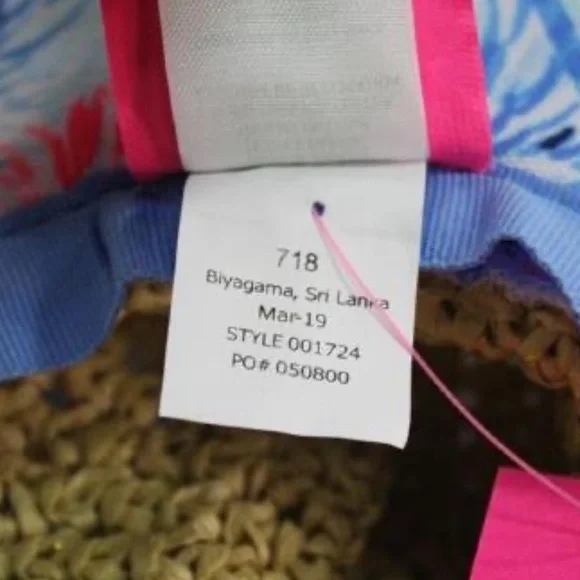 718
Biyagama, Sri Lanka
Mar-19
STYLE 001724
PO# 050800